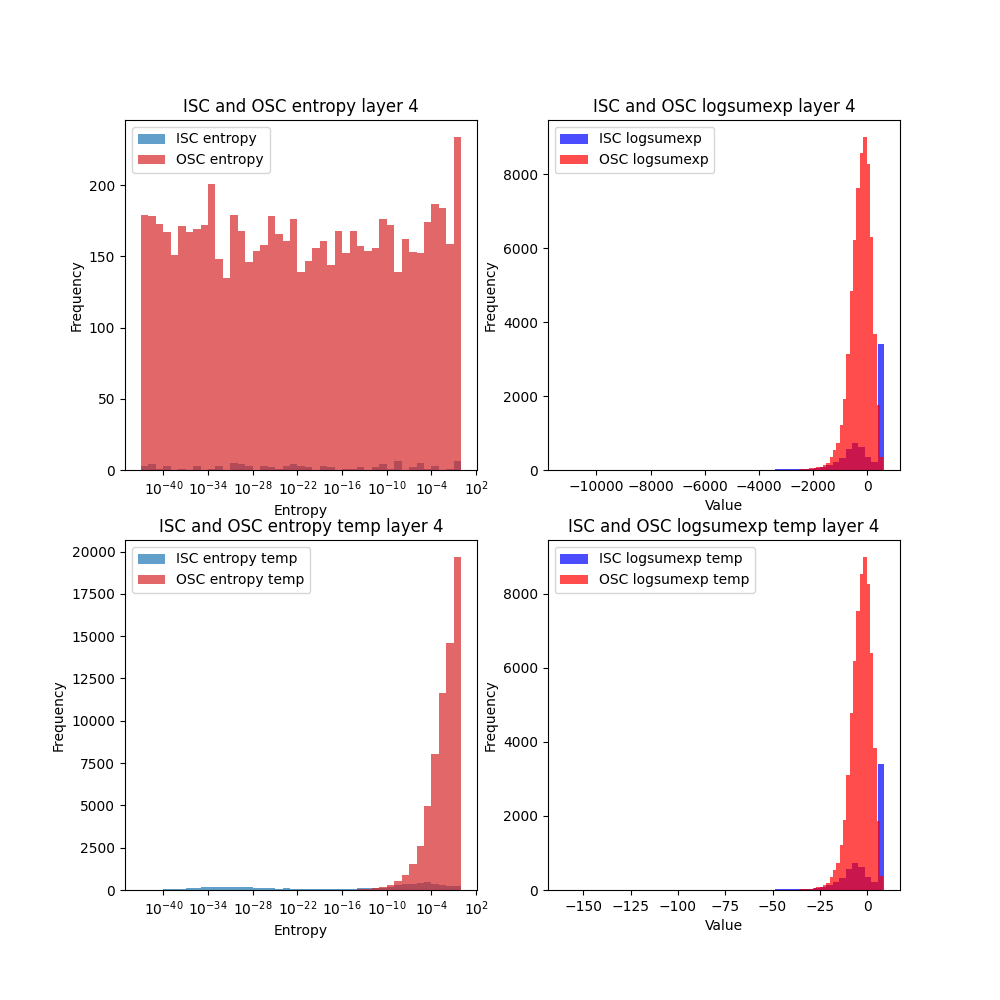 ISC and OSC entropy layer 4
ISC entropy
OSC entropy
Frequency
200
150
100
50
0
10^-40 10^-34 10^-28 10^-22 10^-16 10^-10 10^-4 10^2
Entropy
ISC and OSC logsumexp layer 4
ISC logsumexp
OSC logsumexp
Frequency
8000
6000
4000
2000
0
−10000 −8000 −6000 −4000 −2000 0
Value
ISC and OSC entropy temp layer 4
ISC entropy temp
OSC entropy temp
Frequency
20000
17500
15000
12500
10000
7500
5000
2500
0
10^-40 10^-34 10^-28 10^-22 10^-16 10^-10 10^-4 10^2
Entropy
ISC and OSC logsumexp temp layer 4
ISC logsumexp temp
OSC logsumexp temp
Frequency
8000
6000
4000
2000
0
−150 −125 −100 −75 −50 −25 0
Value